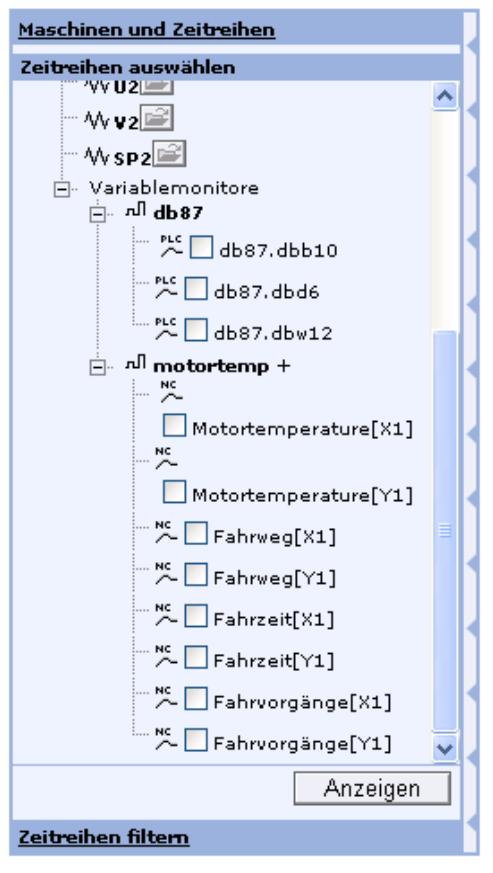 Maschinen und Zeitreihen
Zeitreihen auswählen
U2
V2
SP2
Variablemonitore
db87
PLC db87.dbb10
PLC db87.dbd6
PLC db87.dbw12
motortemp +
NC
Motortemperature[X1]
NC
Motortemperature[Y1]
NC Fahrweg[X1]
NC Fahrweg[Y1]
NC Fahrzeit[X1]
NC Fahrzeit[Y1]
NC Fahrvorgänge[X1]
NC Fahrvorgänge[Y1]
Anzeigen
Zeitreihen filtern